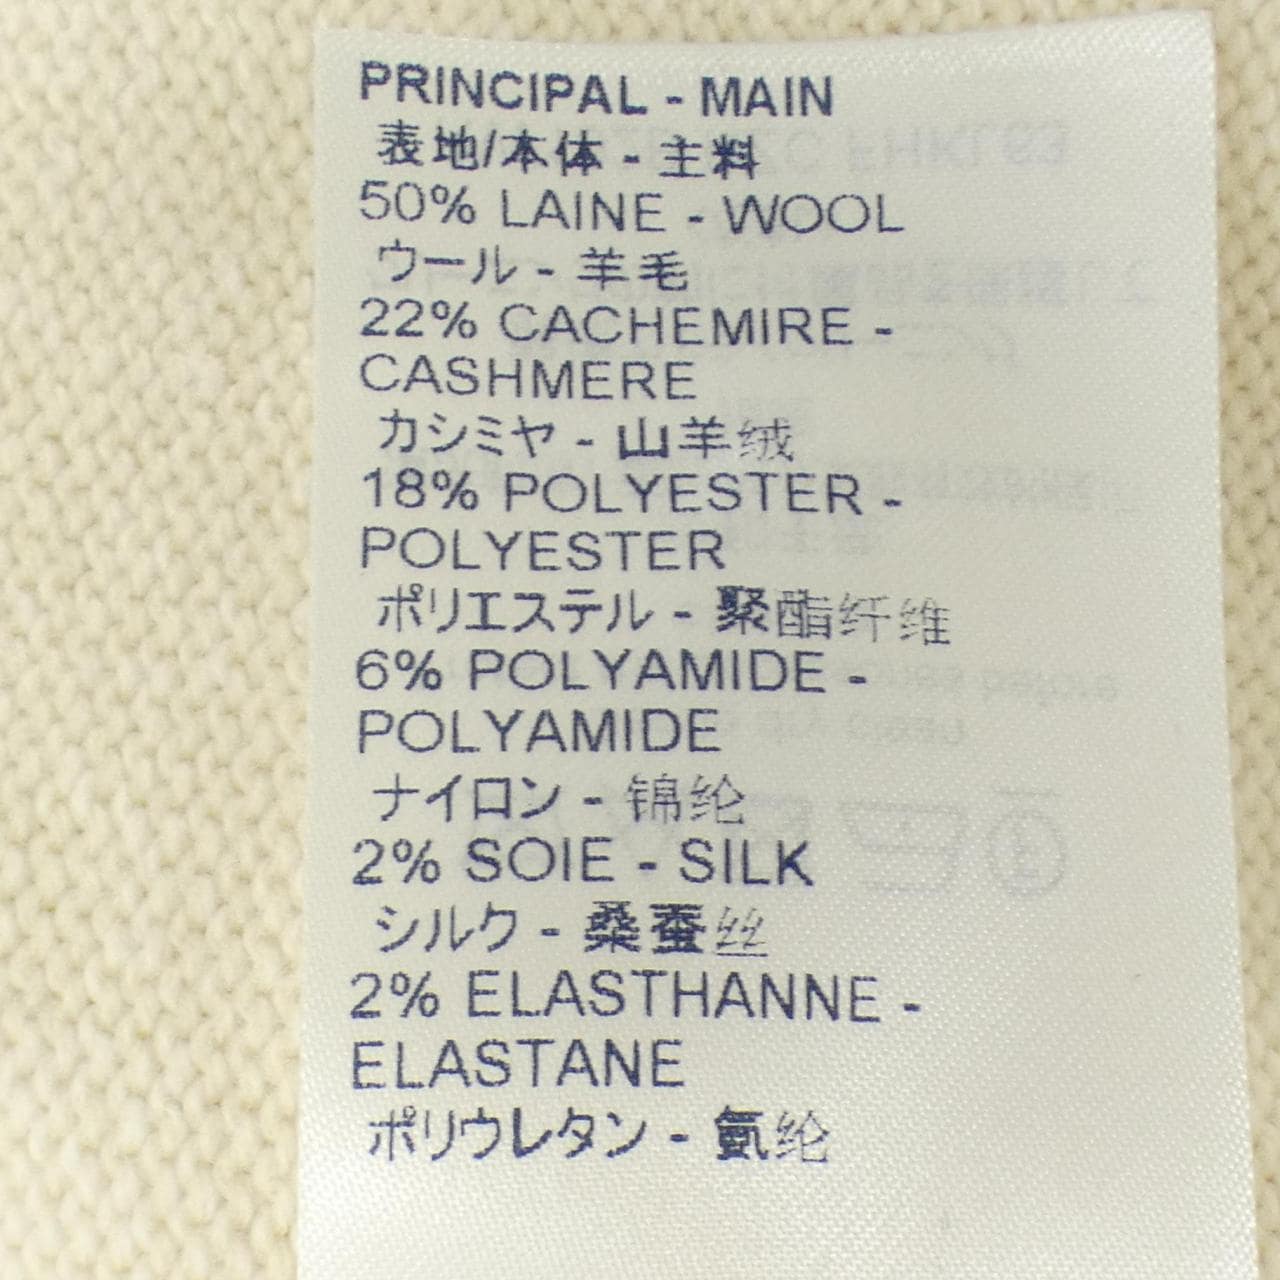 PRINCIPAL - MAIN
表地/本体 - 主料
50% LAINE - WOOL
ウール - 羊毛
22% CACHEMIRE -
CASHMERE
カシミヤ - 山羊绒
18% POLYESTER -
POLYESTER
ポリエステル - 聚酯纤维
6% POLYAMIDE -
POLYAMIDE
ナイロン - 锦纶
2% SOIE - SILK
シルク - 桑蚕丝
2% ELASTHANNE -
ELASTANE
ポリウレタン - 氨纶